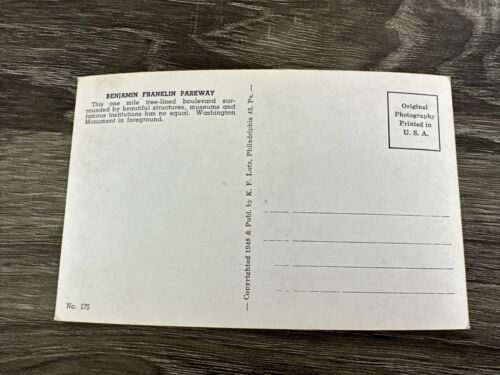 BENJAMIN FRANKLIN PARKWAY
This one mile tree-lined boulevard sur-
rounded by beautiful structures, museums and
famous institutions has no equal. Washington
Monument in foreground.
No. 175
— Copyrighted 1948 & Publ. by K. F. Lutz, Philadelphia 43, Pa. —
Original
Photography
Printed in
U. S. A.